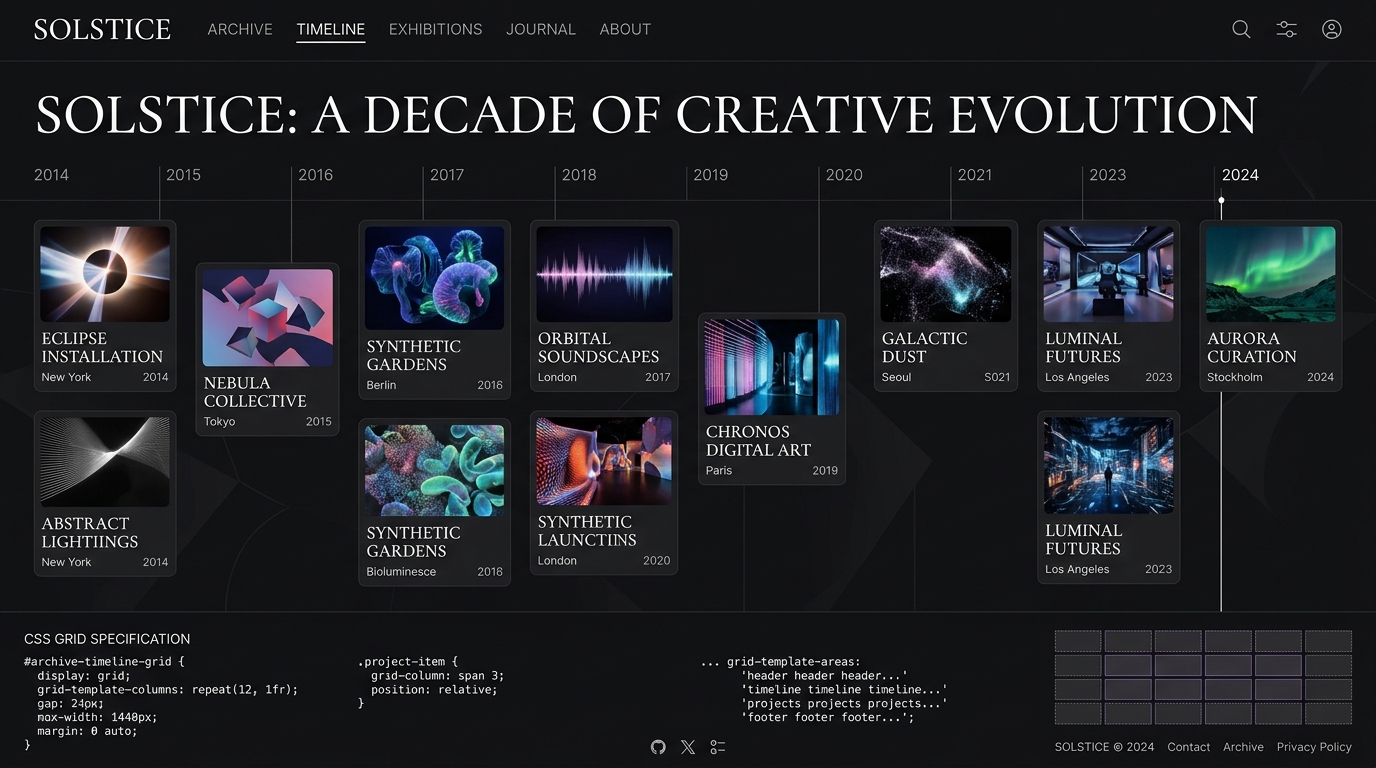 SOLSTICE
ARCHIVE
TIMELINE
EXHIBITIONS
JOURNAL
ABOUT
SOLSTICE: A DECADE OF CREATIVE EVOLUTION
2014
2015
2016
2017
2018
2019
2020
2021
2023
2024
ECLIPSE
INSTALLATION
New York 2014
ABSTRACT
LIGHTIINGS
New York 2014
NEBULA
COLLECTIVE
Tokyo 2015
SYNTHETIC
GARDENS
Berlin 2016
SYNTHETIC
GARDENS
Bioluminesce 2016
ORBITAL
SOUNDSCAPES
London 2017
SYNTHETIC
LAUNCTIINS
London 2020
CHRONOS
DIGITAL ART
Paris 2019
GALACTIC
DUST
Seoul S021
LUMINAL
FUTURES
Los Angeles 2023
LUMINAL
FUTURES
Los Angeles 2023
AURORA
CURATION
Stockholm 2024
CSS GRID SPECIFICATION
#archive-timeline-grid {
display: grid;
grid-template-columns: repeat(12, 1fr);
gap: 24px;
max-width: 1440px;
margin: 0 auto;
}
.project-item {
grid-column: span 3;
position: relative;
}
... grid-template-areas:
'header header header...'
'timeline timeline timeline...'
'projects projects projects...'
'footer footer footer...';
SOLSTICE © 2024 Contact Archive Privacy Policy